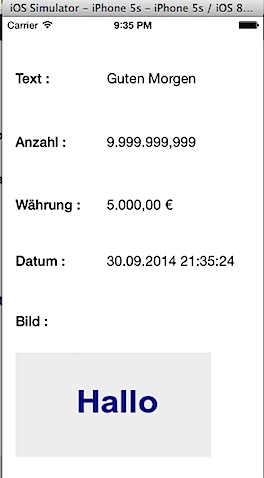 iOS Simulator - iPhone 5s - iPhone 5s / iOS 8...
Carrier 9:35 PM
Text : Guten Morgen
Anzahl : 9.999.999,999
Währung : 5.000,00 €
Datum : 30.09.2014 21:35:24
Bild :
Hallo